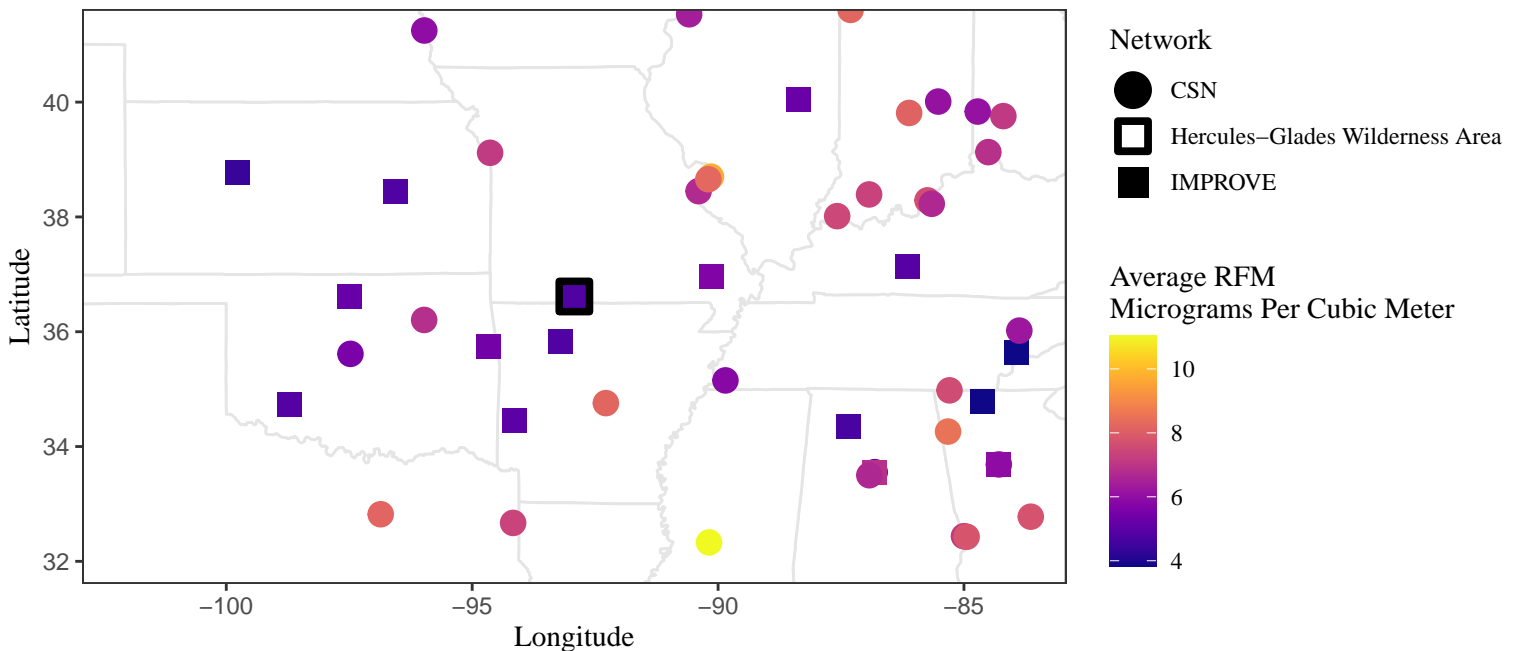 Latitude
40
38
36
34
32
−100
−95
−90
−85
Longitude
Network
CSN
Hercules−Glades Wilderness Area
IMPROVE
Average RFM
Micrograms Per Cubic Meter
10
8
6
4